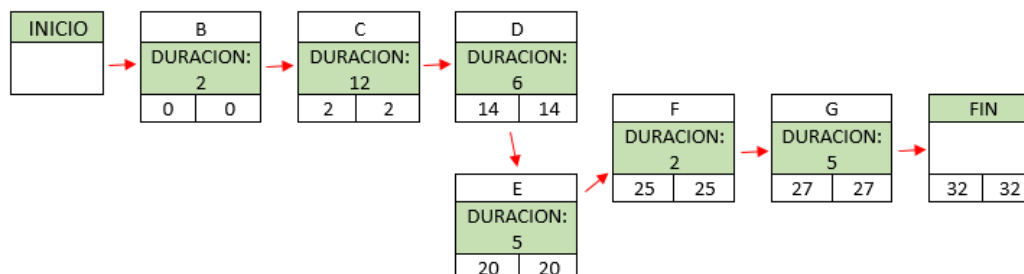 INICIO
B
DURACION:
2
0 0
C
DURACION:
12
2 2
D
DURACION:
6
14 14
E
DURACION:
5
20 20
F
DURACION:
2
25 25
G
DURACION:
5
27 27
FIN
32 32